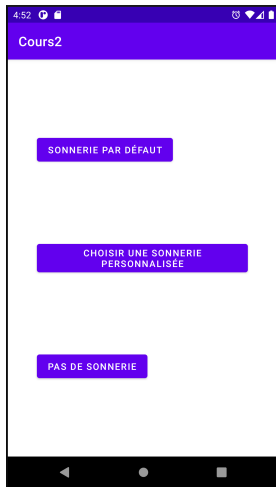 4:52
Cours2
SONNERIE PAR DÉFAUT
CHOISIR UNE SONNERIE
PERSONNALISÉE
PAS DE SONNERIE